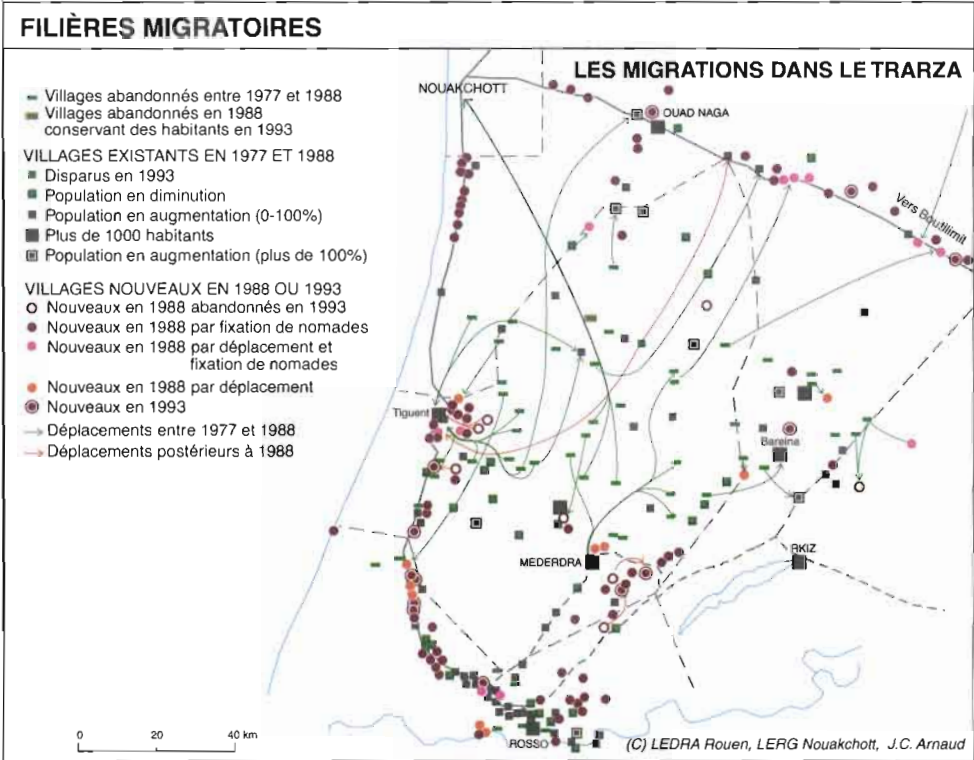 FILIÈRES MIGRATOIRES
LES MIGRATIONS DANS LE TRARZA
Villages abandonnés entre 1977 et 1988
Villages abandonnés en 1988
conservant des habitants en 1993
VILLAGES EXISTANTS EN 1977 ET 1988
Disparus en 1993
Population en diminution
Population en augmentation (0-100%)
Plus de 1000 habitants
Population en augmentation (plus de 100%)
VILLAGES NOUVEAUX EN 1988 OU 1993
Nouveaux en 1988 abandonnés en 1993
Nouveaux en 1988 par fixation de nomades
Nouveaux en 1988 par déplacement et
fixation de nomades
Nouveaux en 1988 par déplacement
Nouveaux en 1993
Déplacements entre 1977 et 1988
Déplacements postérieurs à 1988
NOUAKCHOTT
OUAD NAGA
Vers Boutilimit
Tiguent
Bareina
MEDERDRA
RKIZ
ROSSO
0 20 40 km
(C) LEDRA Rouen, LERG Nouakchott, J.C. Arnaud